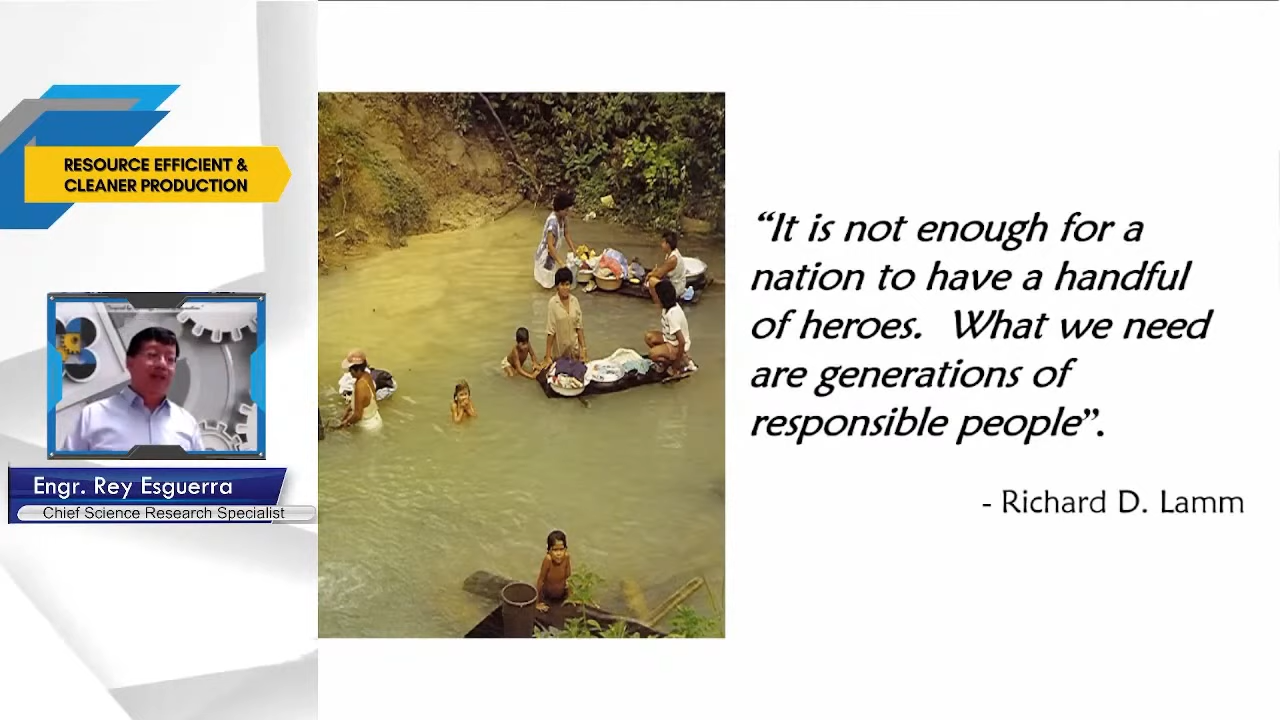 RESOURCE EFFICIENT &
CLEANER PRODUCTION
Engr. Rey Esguerra
Chief Science Research Specialist
“It is not enough for a
nation to have a handful
of heroes. What we need
are generations of
responsible people”.
- Richard D. Lamm